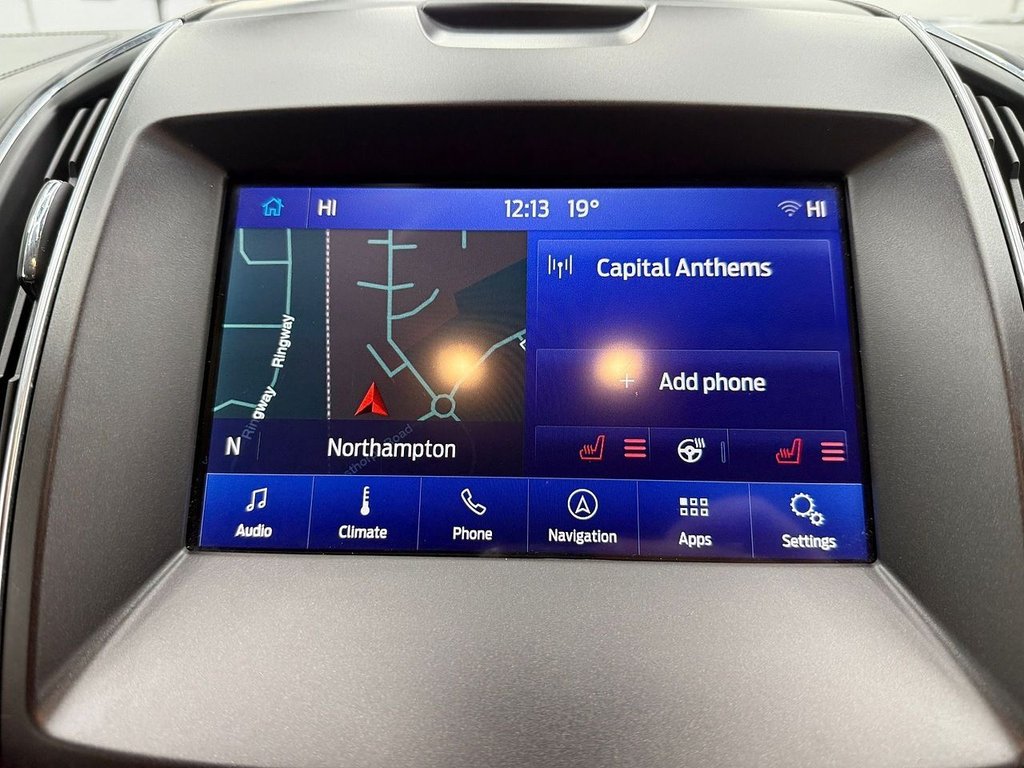 HI 12:13 19° HI
Capital Anthems
Ringway
Ringway
Add phone
N Northampton
Audio Climate Phone Navigation Apps Settings